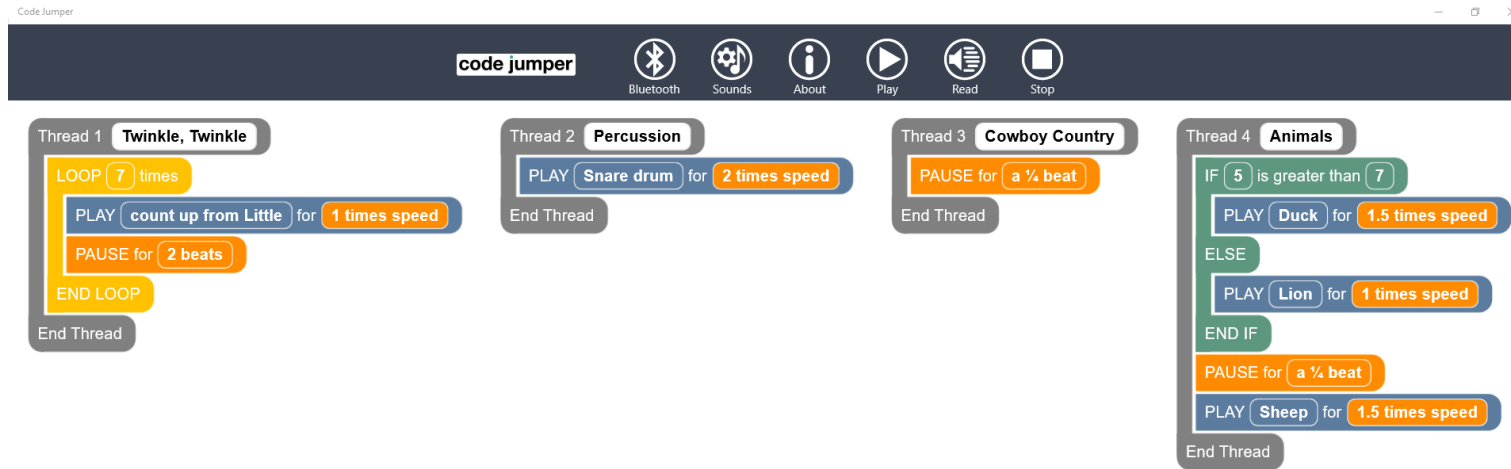 Code Jumper
code jumper
Bluetooth
Sounds
About
Play
Read
Stop
Thread 1 Twinkle, Twinkle
LOOP 7 times
PLAY count up from Little for 1 times speed
PAUSE for 2 beats
END LOOP
End Thread
Thread 2 Percussion
PLAY Snare drum for 2 times speed
End Thread
Thread 3 Cowboy Country
PAUSE for a ¼ beat
End Thread
Thread 4 Animals
IF 5 is greater than 7
PLAY Duck for 1.5 times speed
ELSE
PLAY Lion for 1 times speed
END IF
PAUSE for a ¼ beat
PLAY Sheep for 1.5 times speed
End Thread